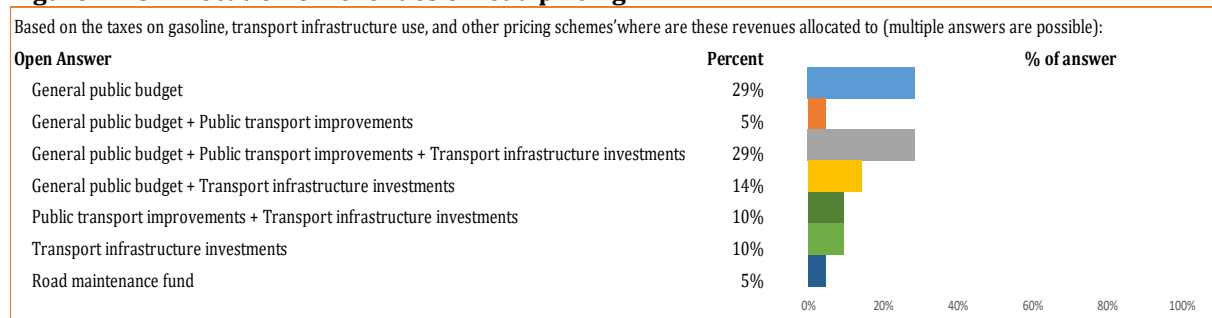 Based on the taxes on gasoline, transport infrastructure use, and other pricing schemes'where are these revenues allocated to (multiple answers are possible):
Open Answer Percent % of answer
General public budget 29%
General public budget + Public transport improvements 5%
General public budget + Public transport improvements + Transport infrastructure investments 29%
General public budget + Transport infrastructure investments 14%
Public transport improvements + Transport infrastructure investments 10%
Transport infrastructure investments 10%
Road maintenance fund 5%
0% 20% 40% 60% 80% 100%